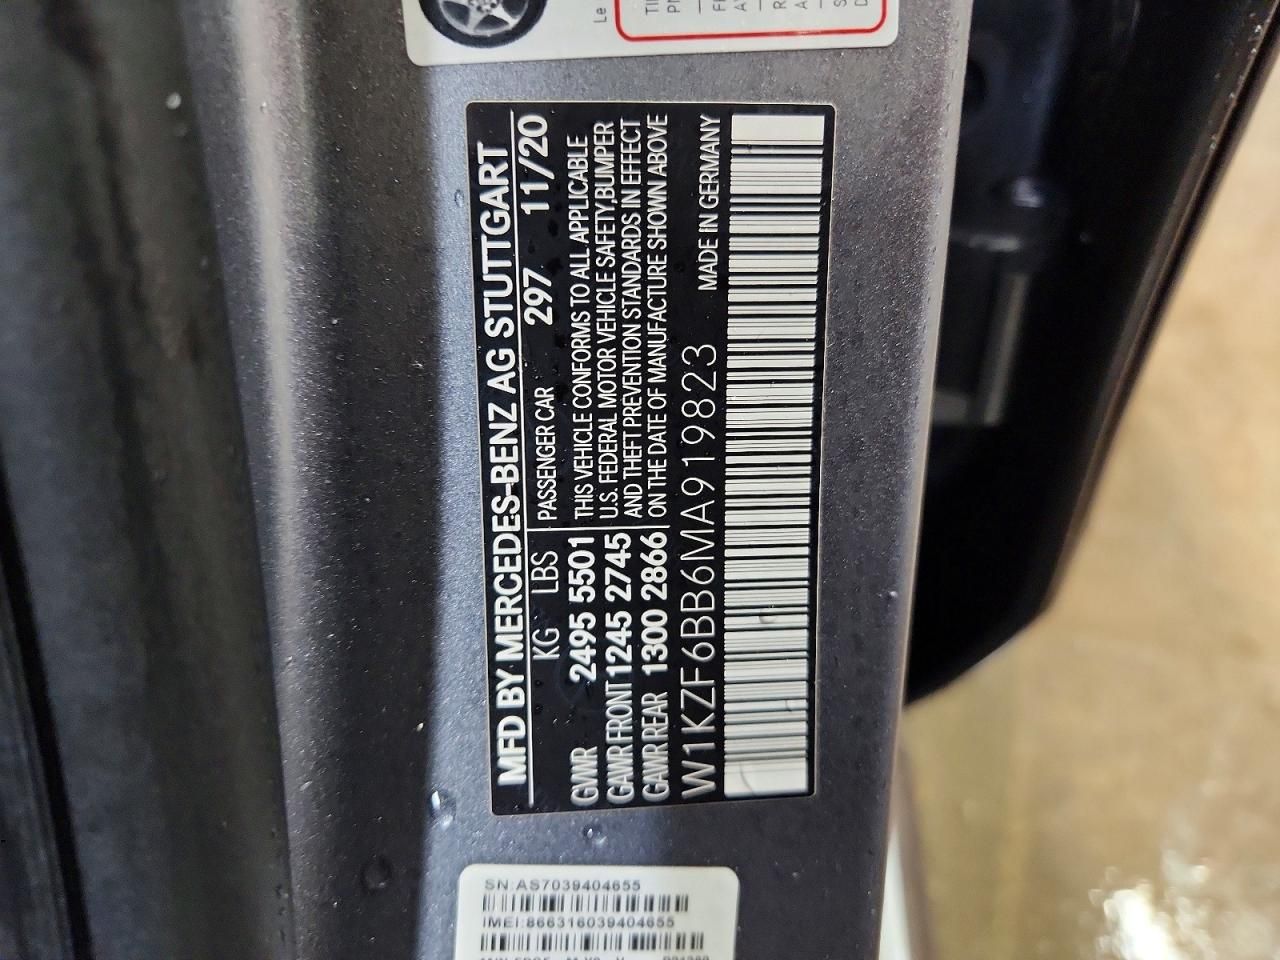 MFD BY MERCEDES-BENZ AG STUTTGART
KG LBS
GVWR 2495 5501
GAWR FRONT 1245 2745
GAWR REAR 1300 2866
PASSENGER CAR 297 11/20
THIS VEHICLE CONFORMS TO ALL APPLICABLE
U.S. FEDERAL MOTOR VEHICLE SAFETY,BUMPER
AND THEFT PREVENTION STANDARDS IN EFFECT
ON THE DATE OF MANUFACTURE SHOWN ABOVE
W1KZF6BB6MA919823 MADE IN GERMANY
SN:AS7039404655
IMEI:866316039404655
Le